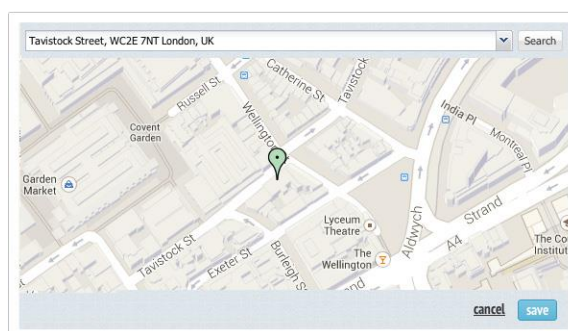 Tavistock Street, WC2E 7NT London, UK
Search
Catherine St
Tavistock
Russell St
Wellington
India Pl
Montreal Pl
Covent
Garden
Garden
Market
Lyceum
Theatre
Aldwych
Strand
A4
The
Wellington
Tavistock St
Exeter St
Burleigh St
The Co
Institut
cancel
save